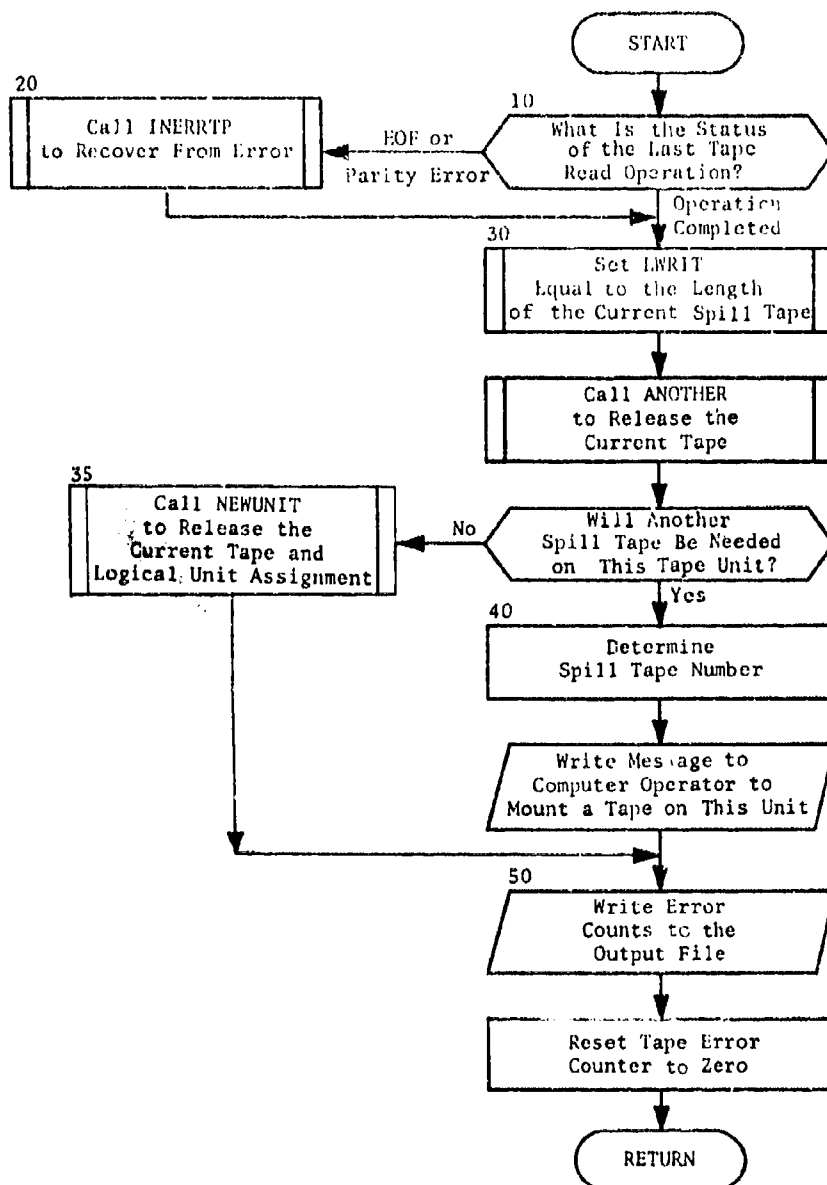 START
20
Call INERRTP
to Recover From Error
EOF or
Parity Error
10
What Is the Status
of the Last Tape
Read Operation?
Operation
Completed
30
Set LWRIT
Equal to the Length
of the Current Spill Tape
Call ANOTHER
to Release the
Current Tape
35
Call NEWUNIT
to Release the
Current Tape and
Logical Unit Assignment
No
Will Another
Spill Tape Be Needed
on This Tape Unit?
Yes
40
Determine
Spill Tape Number
Write Message to
Computer Operator to
Mount a Tape on This Unit
50
Write Error
Counts to the
Output File
Reset Tape Error
Counter to Zero
RETURN